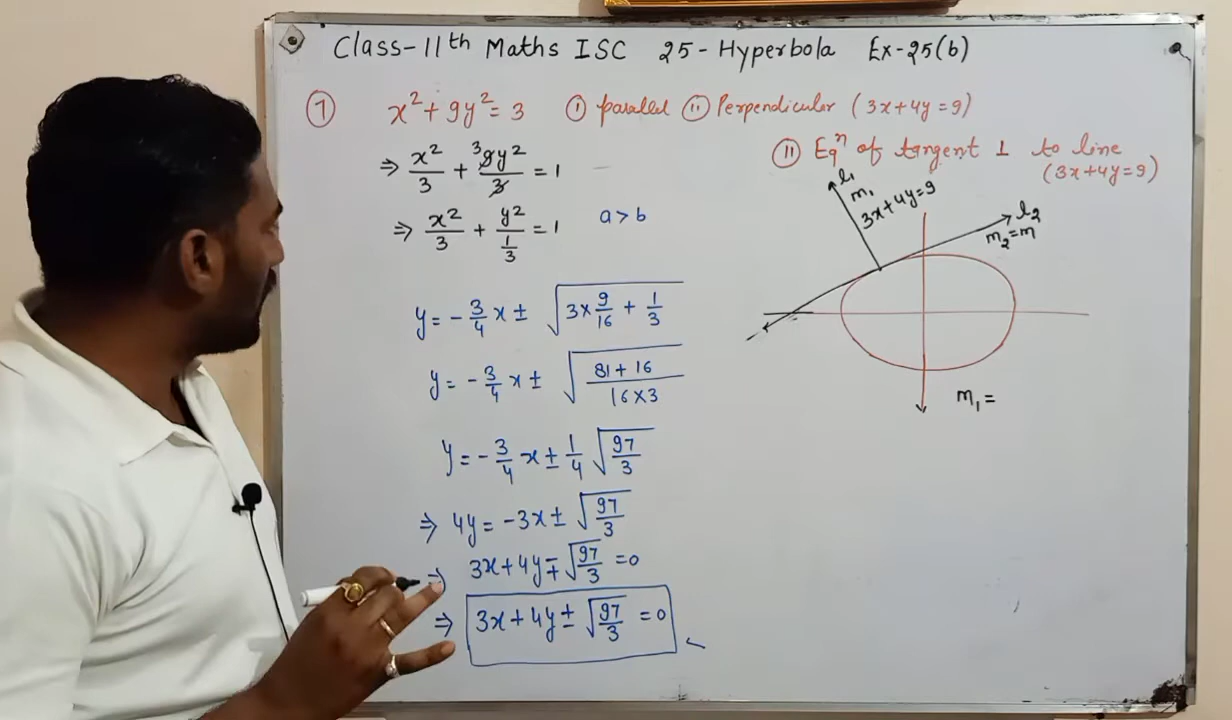 Class-11th Maths ISC 25-Hyperbola Ex-25(b)
⑦ x² + 9y² = 3 ⓘ parallel ⓘⓘ Perpendicular (3x+4y=9)
⇒ x²/3 + 9y²/3 = 1
3
⇒ x²/3 + y²/(1/3) = 1 a > b
y = -3/4 x ± √(3×9/16 + 1/3)
y = -3/4 x ± √((81+16)/(16×3))
y = -3/4 x ± 1/4 √(97/3)
⇒ 4y = -3x ± √(97/3)
⇒ 3x+4y ∓ √(97/3) = 0
⇒ 3x+4y ± √(97/3) = 0
ⓘⓘ Eqⁿ of tangent ⊥ to line
(3x+4y=9)
l₁
m₁
3x+4y=9
l₂
m₂=m
m₁ =